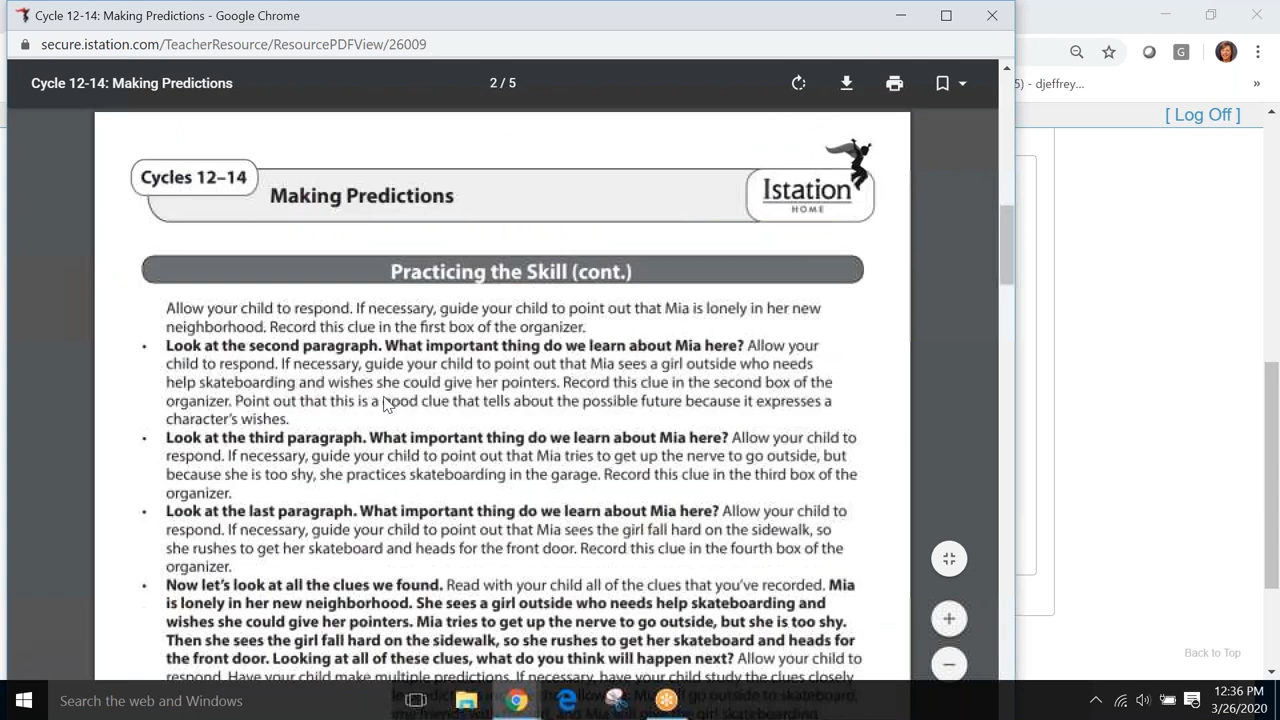 Cycle 12-14: Making Predictions - Google Chrome
secure.istation.com/TeacherResource/ResourcePDFView/26009
G
5) - djeffrey...
»
Cycle 12-14: Making Predictions
2 / 5
[ Log Off ]
Cycles 12–14
Making Predictions
Istation
HOME
Practicing the Skill (cont.)
Allow your child to respond. If necessary, guide your child to point out that Mia is lonely in her new
neighborhood. Record this clue in the first box of the organizer.
• Look at the second paragraph. What important thing do we learn about Mia here? Allow your
child to respond. If necessary, guide your child to point out that Mia sees a girl outside who needs
help skateboarding and wishes she could give her pointers. Record this clue in the second box of the
organizer. Point out that this is a good clue that tells about the possible future because it expresses a
character's wishes.
• Look at the third paragraph. What important thing do we learn about Mia here? Allow your child to
respond. If necessary, guide your child to point out that Mia tries to get up the nerve to go outside, but
because she is too shy, she practices skateboarding in the garage. Record this clue in the third box of the
organizer.
• Look at the last paragraph. What important thing do we learn about Mia here? Allow your child to
respond. If necessary, guide your child to point out that Mia sees the girl fall hard on the sidewalk, so
she rushes to get her skateboard and heads for the front door. Record this clue in the fourth box of the
organizer.
• Now let's look at all the clues we found. Read with your child all of the clues that you've recorded. Mia
is lonely in her new neighborhood. She sees a girl outside who needs help skateboarding and
wishes she could give her pointers. Mia tries to get up the nerve to go outside, but she is too shy.
Then she sees the girl fall hard on the sidewalk, so she rushes to get her skateboard and heads for
the front door. Looking at all of these clues, what do you think will happen next? Allow your child to
respond. Have your child make multiple predictions. If necessary, have your child study the clues closely
Back to Top
Search the web and Windows
12:36 PM
3/26/2020